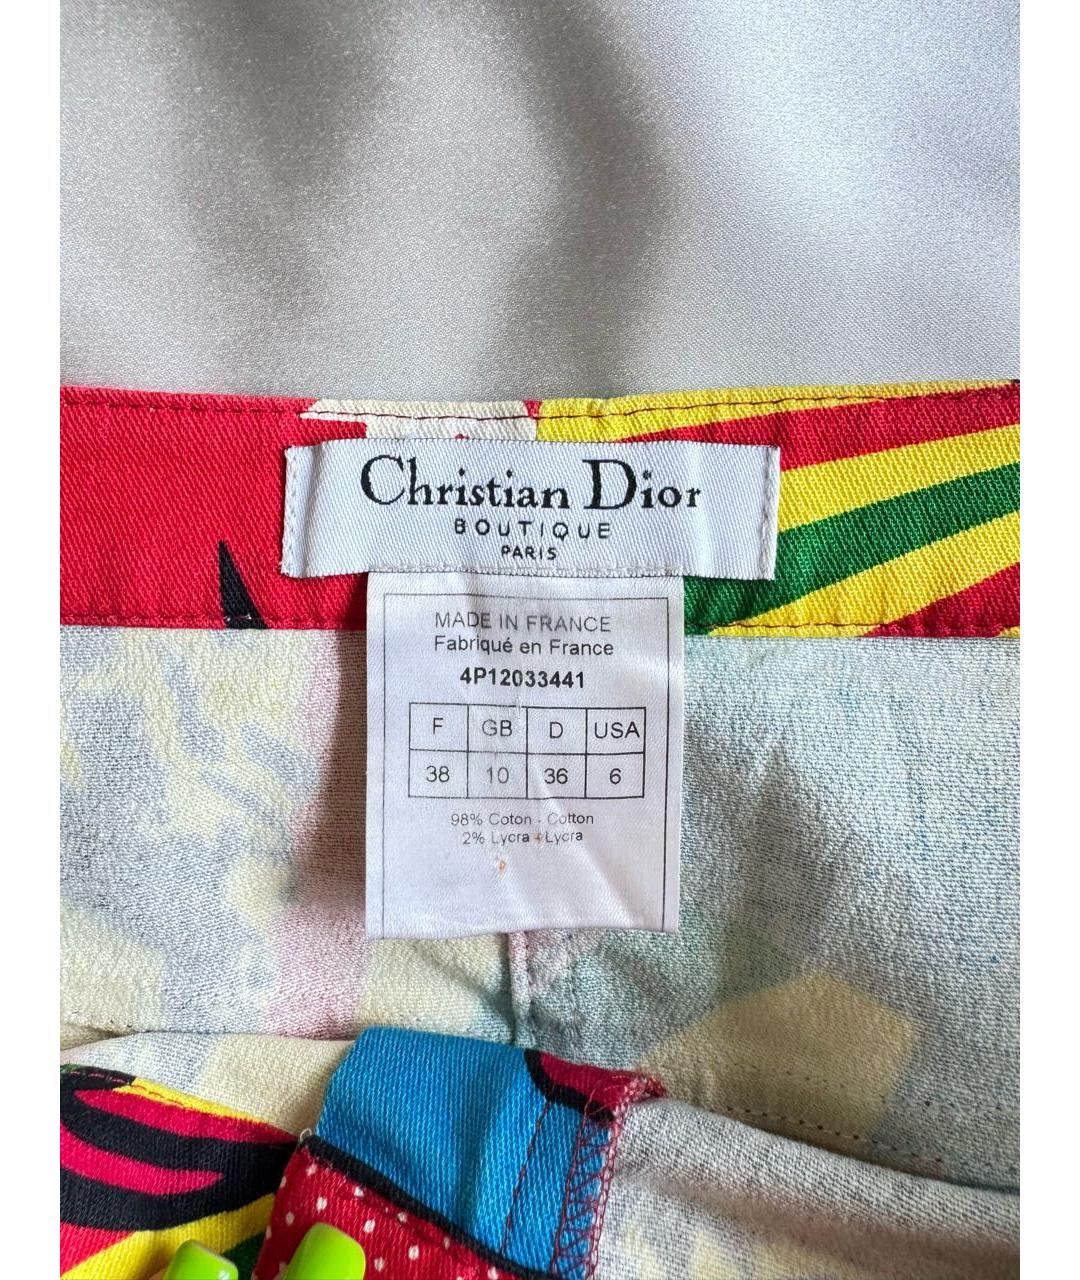 Christian Dior
BOUTIQUE
PARIS
MADE IN FRANCE
Fabriqué en France
4P12033441
F GB D USA
38 10 36 6
98% Coton - Cotton
2% Lycra - Lycra